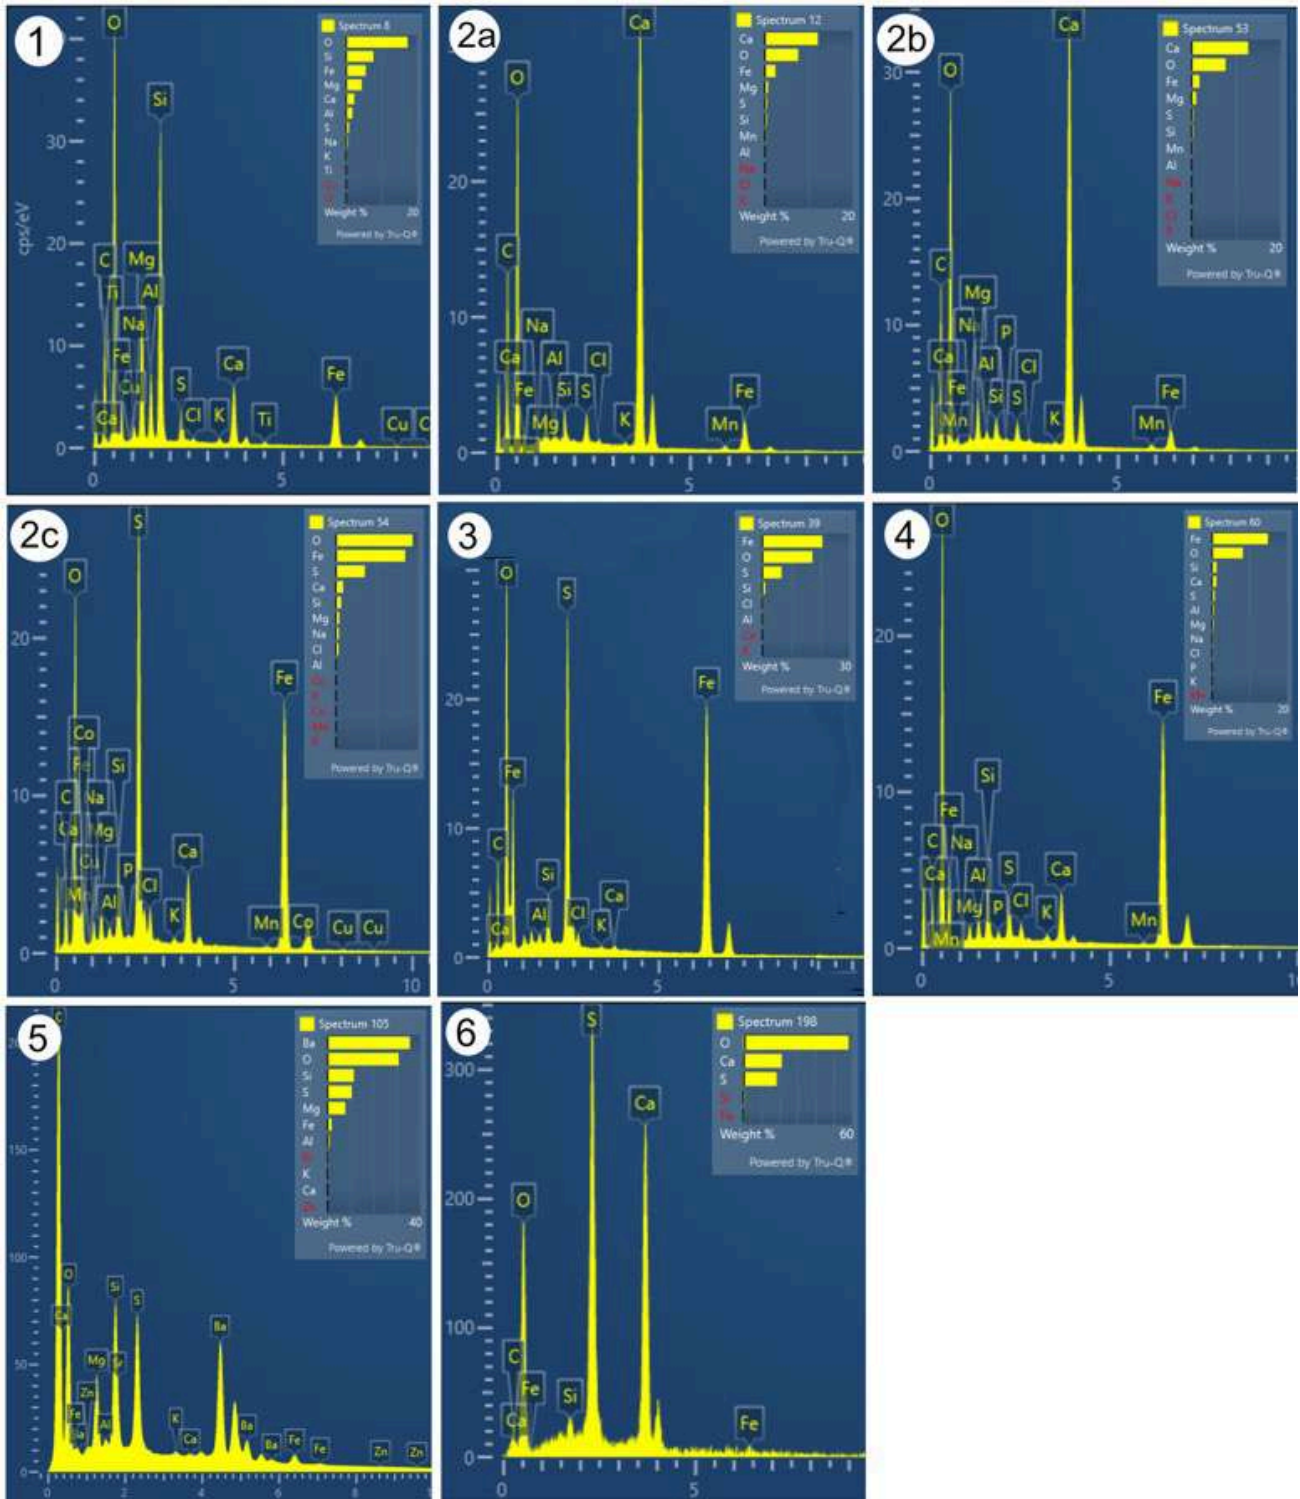 1
Spectrum 8
O
Si
Fe
Mg
Ca
Al
S
Na
K
Ti
Weight % 20
Powered by Tru-Q®
cps/eV
30
20
10
0
O
Si
C
Mg
Ti
Al
Na
Fe
Cu
Ca
S
Cl
K
Ca
Ti
Fe
Cu
0 5
2a
Spectrum 12
Ca
O
Fe
Mg
S
Si
Mn
Al
Weight % 20
Powered by Tru-Q®
20
10
0
Ca
O
C
Na
Ca
Al
Cl
Fe
Si
S
Mg
K
Mn
Fe
0 5
2b
Spectrum 53
Ca
O
Fe
Mg
S
Si
Mn
Al
Weight % 20
Powered by Tru-Q®
30
20
10
0
Ca
O
C
Mg
Na
P
Ca
Al
Cl
Fe
Si
S
Mn
K
Mn
Fe
0 5
2c
Spectrum 54
O
Fe
S
Ca
Si
Mg
Na
Cl
Al
20
10
0
S
O
Co
Fe
Si
C
Na
Ca
Mg
Cu
P
Mn
Al
Cl
Ca
K
Mn
Fe
Co
Cu
Cu
0 5 10
3
Spectrum 39
Fe
O
S
Si
Cl
Al
Weight % 30
Powered by Tru-Q®
20
10
0
O
S
Fe
Fe
C
Si
Al
Cl
Ca
K
Ca
0 5
4
Spectrum 60
Fe
O
Si
Ca
S
Al
Mg
Na
Cl
P
K
Weight % 20
Powered by Tru-Q®
20
10
0
O
Fe
Si
Fe
C
Na
Ca
Al
S
Mg
P
Cl
K
Ca
Mn
Mn
0 5 10
5
Spectrum 105
Ba
O
Si
S
Mg
Fe
Al
K
Ca
Weight % 40
Powered by Tru-Q®
150
100
50
0
O
Ca
Si
S
Ba
Mg
Sr
Zn
Fe
Ba
Al
K
Ca
Ba
Ba
Fe
Fe
Zn
Zn
0 2 4 6 8
6
Spectrum 198
O
Ca
S
Si
Fe
Weight % 60
Powered by Tru-Q®
300
200
100
0
S
Ca
O
C
Fe
Ca
Si
Fe
0 5